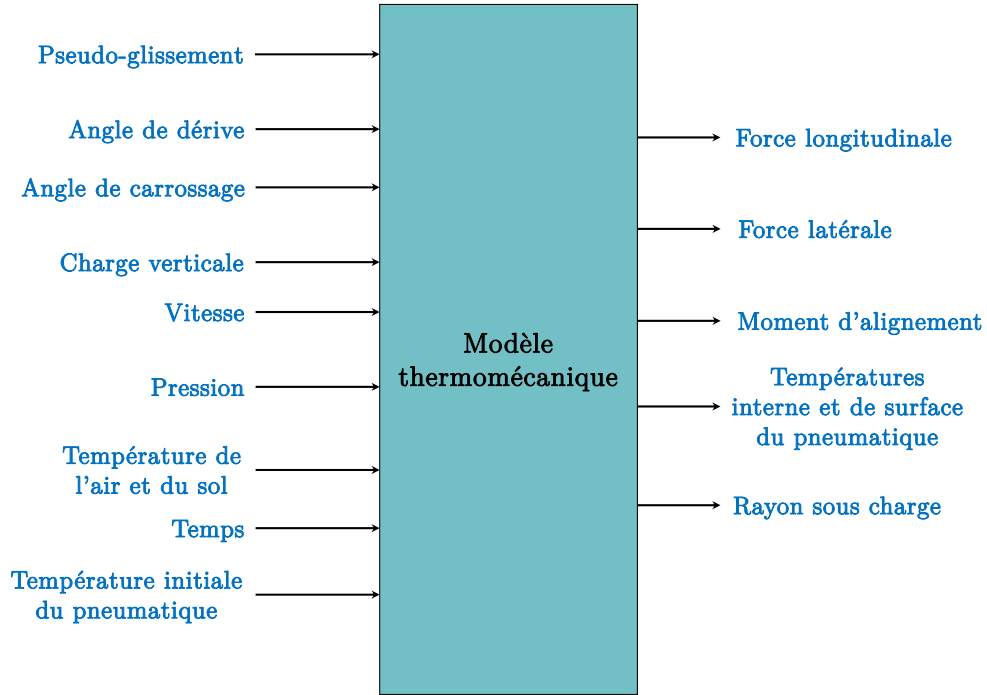 Pseudo-glissement
Angle de dérive
Angle de carrossage
Charge verticale
Vitesse
Pression
Température de
l'air et du sol
Temps
Température initiale
du pneumatique
Modèle
thermomécanique
Force longitudinale
Force latérale
Moment d'alignement
Températures
interne et de surface
du pneumatique
Rayon sous charge